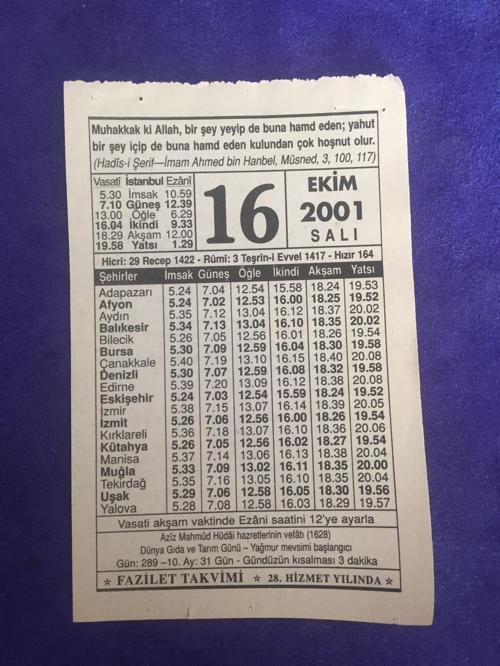 Muhakkak ki Allah, bir şey yeyip de buna hamd eden; yahut
bir şey içip de buna hamd eden kulundan çok hoşnut olur.
(Hadîs-i Şerif—İmam Ahmed bin Hanbel, Müsned, 3, 100, 117)
Vasatî İstanbul Ezânî
5.30 İmsak 10.59
7.10 Güneş 12.39
13.00 Öğle 6.29
16.04 İkindi 9.33
18.29 Akşam 12.00
19.58 Yatsı 1.29
16
EKİM
2001
SALI
Hicrî: 29 Recep 1422 - Rûmî: 3 Teşrîn-i Evvel 1417 - Hızır 164
Şehirler İmsak Güneş Öğle İkindi Akşam Yatsı
Adapazarı 5.24 7.04 12.54 15.58 18.24 19.53
Afyon 5.24 7.02 12.53 16.00 18.25 19.52
Aydın 5.35 7.12 13.04 16.12 18.37 20.02
Balıkesir 5.34 7.13 13.04 16.10 18.35 20.02
Bilecik 5.26 7.05 12.56 16.01 18.26 19.54
Bursa 5.30 7.09 12.59 16.04 18.30 19.58
Çanakkale 5.40 7.19 13.10 16.15 18.40 20.08
Denizli 5.30 7.07 12.59 16.08 18.32 19.58
Edirne 5.39 7.20 13.09 16.12 18.38 20.08
Eskişehir 5.24 7.03 12.54 15.59 18.24 19.52
İzmir 5.38 7.15 13.07 16.14 18.39 20.05
İzmit 5.26 7.06 12.56 16.00 18.26 19.54
Kırklareli 5.36 7.18 13.07 16.10 18.36 20.06
Kütahya 5.26 7.05 12.56 16.02 18.27 19.54
Manisa 5.37 7.14 13.06 16.13 18.38 20.04
Muğla 5.33 7.09 13.02 16.11 18.35 20.00
Tekirdağ 5.35 7.16 13.05 16.10 18.35 20.04
Uşak 5.29 7.06 12.58 16.05 18.30 19.56
Yalova 5.28 7.08 12.58 16.03 18.29 19.57
Vasati akşam vaktinde Ezâni saatini 12'ye ayarla
Azîz Mahmûd Hüdâi hazretlerinin vefâtı (1628)
Dünya Gıda ve Tarım Günü – Yağmur mevsimi başlangıcı
Gün: 289 –10. Ay: 31 Gün - Gündüzün kısalması 3 dakika
☆ FAZİLET TAKVİMİ ☆ 28. HİZMET YILINDA ☆